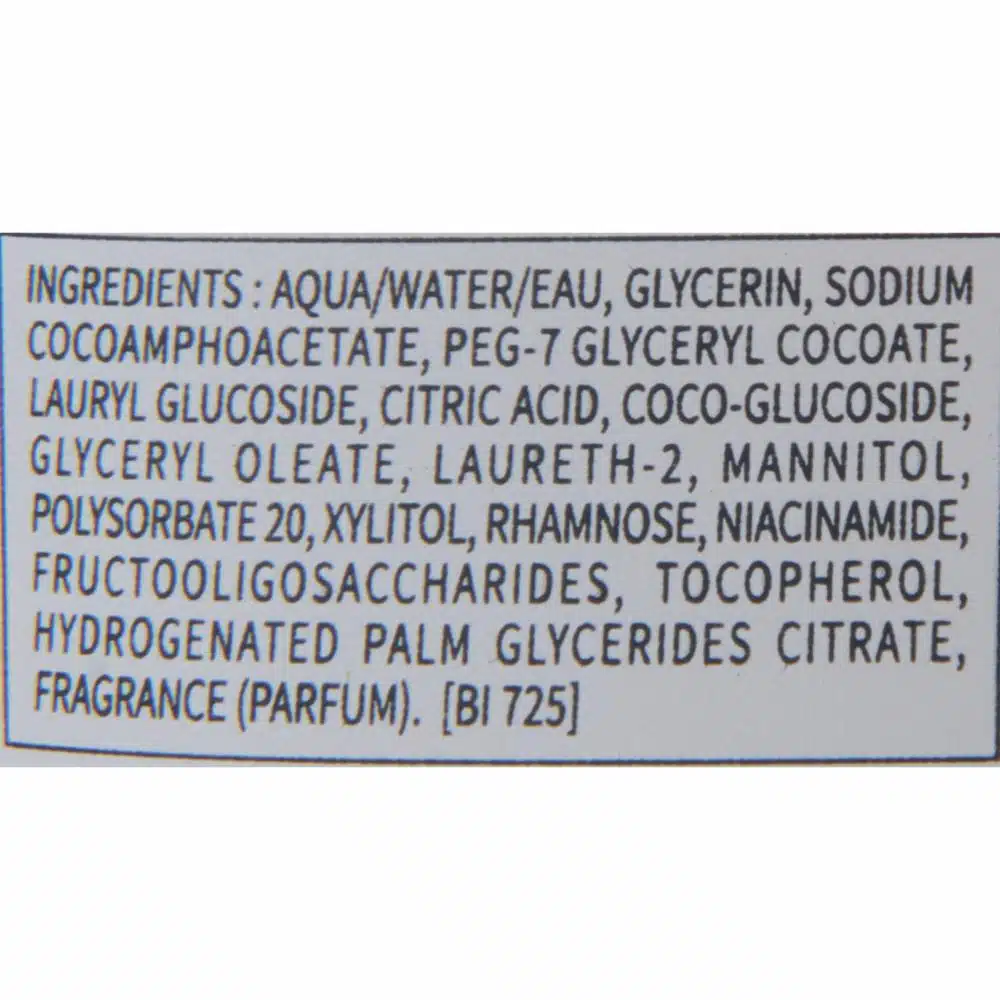 INGREDIENTS : AQUA/WATER/EAU, GLYCERIN, SODIUM
COCOAMPHOACETATE, PEG-7 GLYCERYL COCOATE,
LAURYL GLUCOSIDE, CITRIC ACID, COCO-GLUCOSIDE,
GLYCERYL OLEATE, LAURETH-2, MANNITOL,
POLYSORBATE 20, XYLITOL, RHAMNOSE, NIACINAMIDE,
FRUCTOOLIGOSACCHARIDES, TOCOPHEROL,
HYDROGENATED PALM GLYCERIDES CITRATE,
FRAGRANCE (PARFUM). [BI 725]